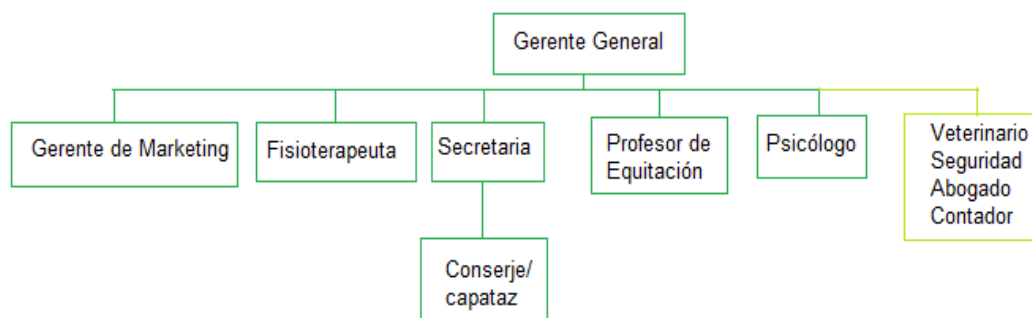 Gerente General
Gerente de Marketing
Fisioterapeuta
Secretaria
Profesor de
Equitación
Psicólogo
Veterinario
Seguridad
Abogado
Contador
Conserje/
capataz